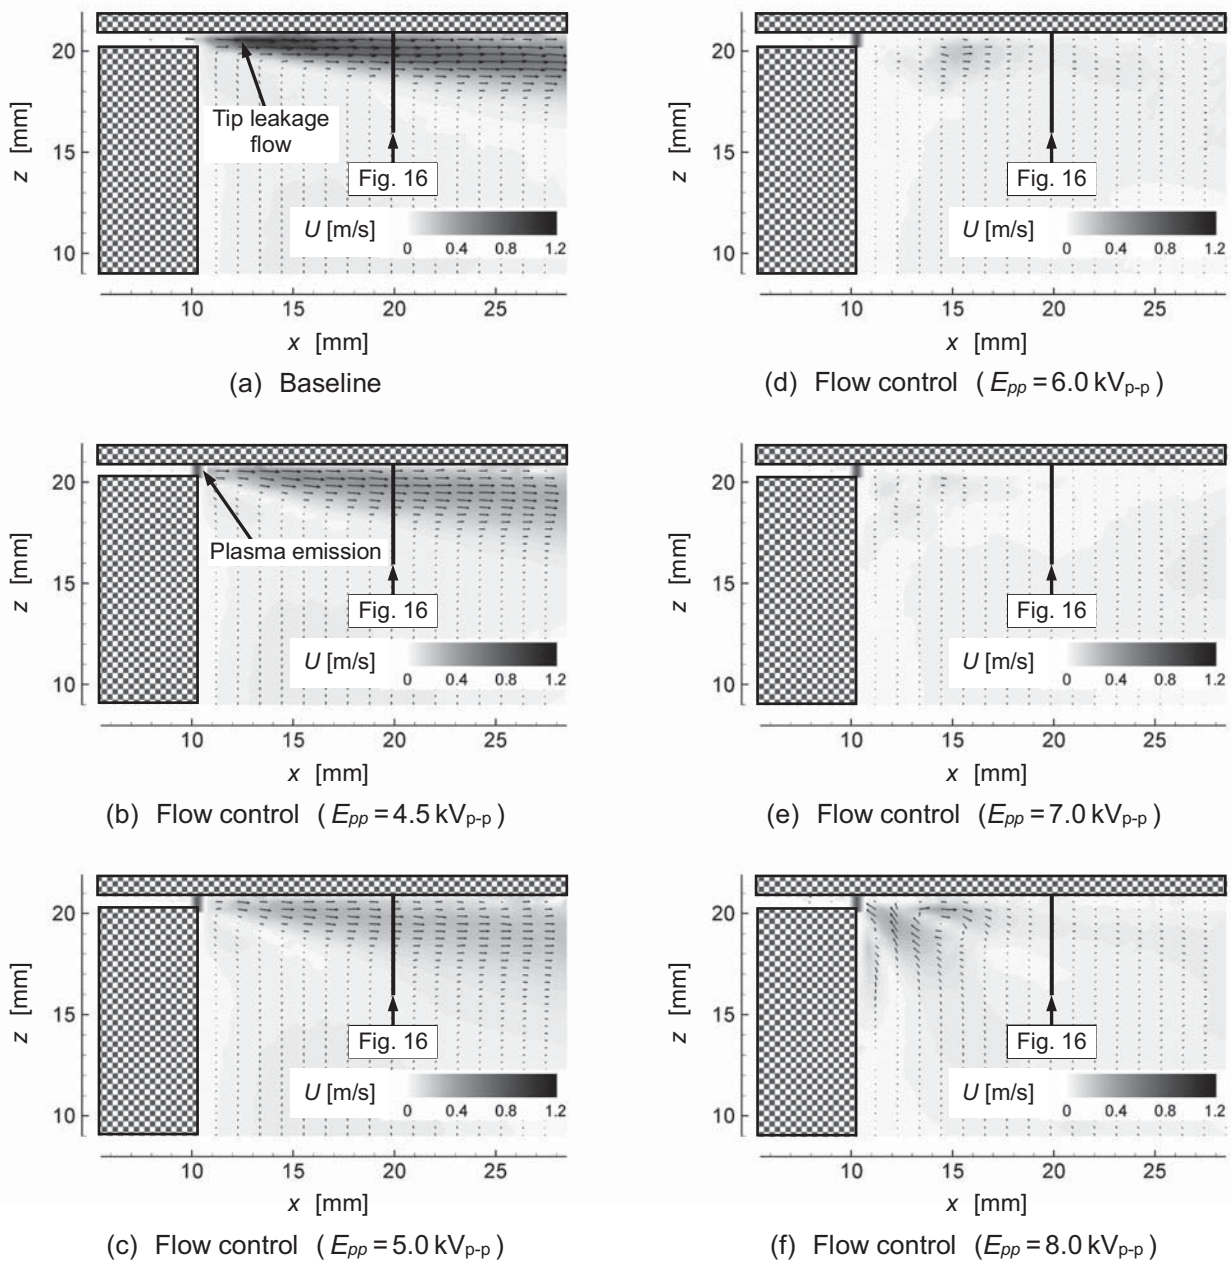 20
15
10
z [mm]
Tip leakage
flow
Fig. 16
U [m/s]
0 0.4 0.8 1.2
10 15 20 25
x [mm]
(a) Baseline
20
15
10
z [mm]
Fig. 16
U [m/s]
0 0.4 0.8 1.2
10 15 20 25
x [mm]
(d) Flow control (Epp = 6.0 kVp-p)
20
15
10
z [mm]
Plasma emission
Fig. 16
U [m/s]
0 0.4 0.8 1.2
10 15 20 25
x [mm]
(b) Flow control (Epp = 4.5 kVp-p)
20
15
10
z [mm]
Fig. 16
U [m/s]
0 0.4 0.8 1.2
10 15 20 25
x [mm]
(e) Flow control (Epp = 7.0 kVp-p)
20
15
10
z [mm]
Fig. 16
U [m/s]
0 0.4 0.8 1.2
10 15 20 25
x [mm]
(c) Flow control (Epp = 5.0 kVp-p)
20
15
10
z [mm]
Fig. 16
U [m/s]
0 0.4 0.8 1.2
10 15 20 25
x [mm]
(f) Flow control (Epp = 8.0 kVp-p)